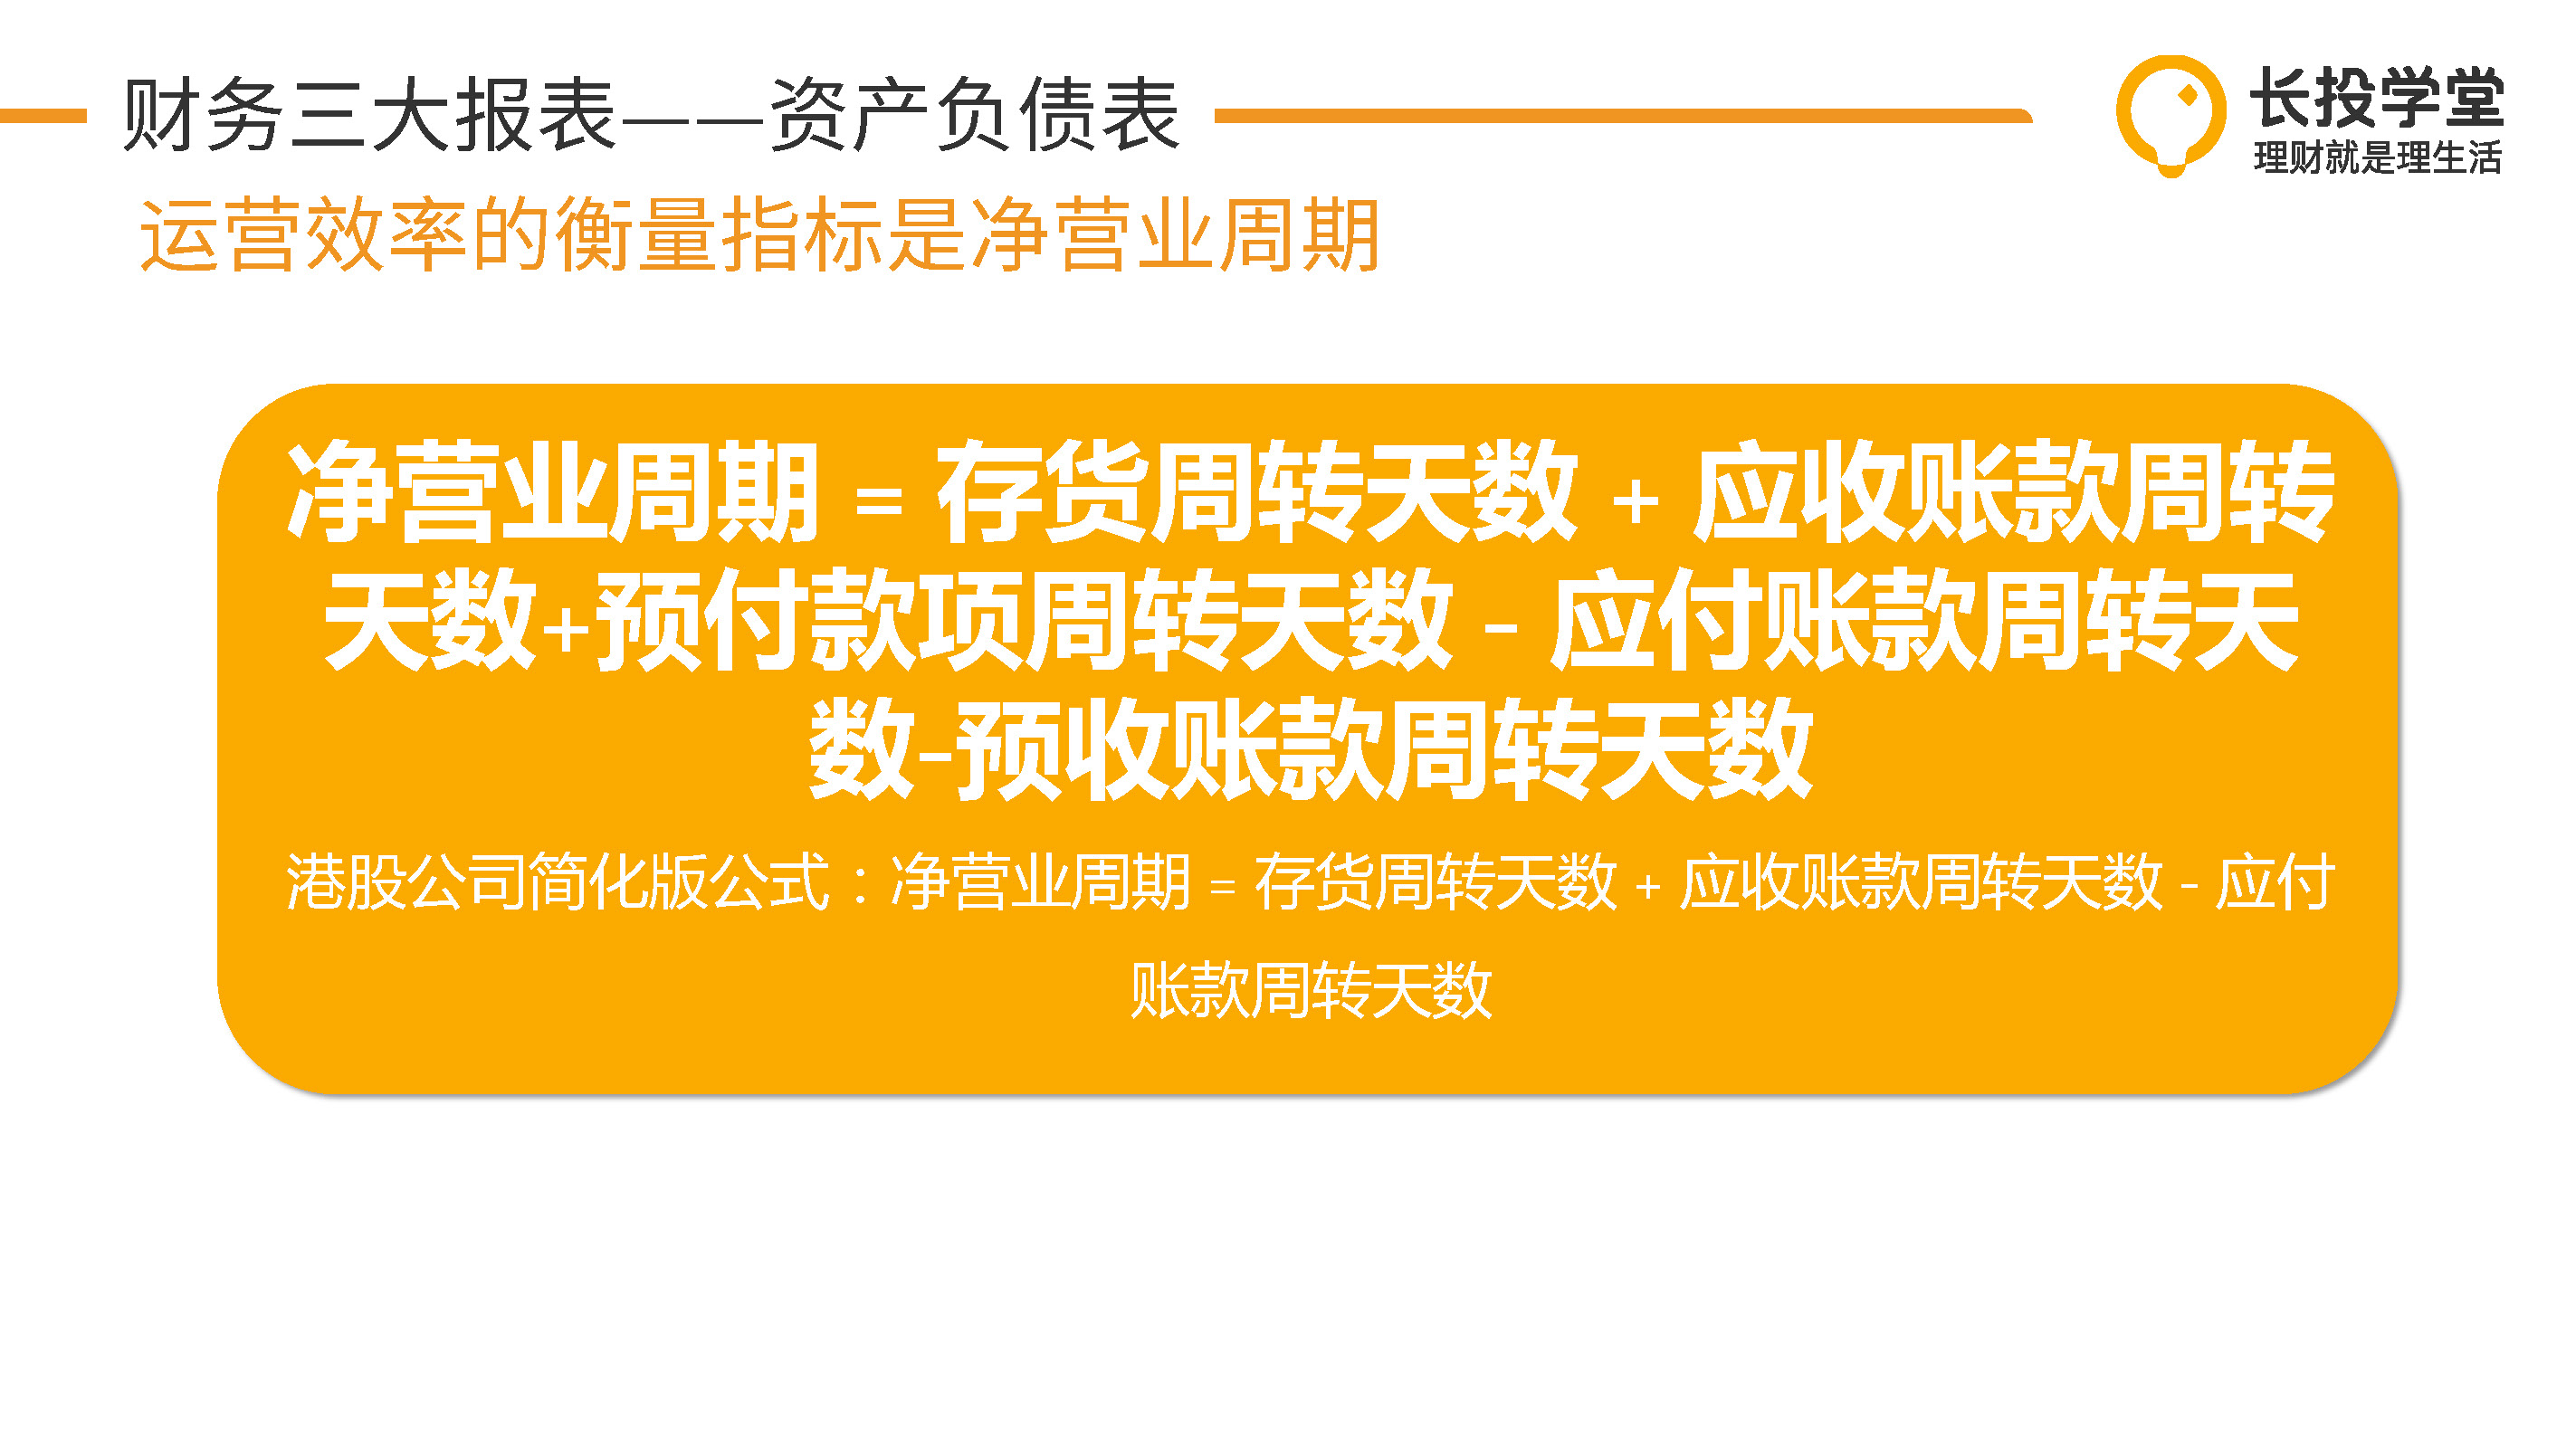 财务三大报表——资产负债表
长投学堂
理财就是理生活
运营效率的衡量指标是净营业周期
净营业周期 = 存货周转天数 + 应收账款周转
天数+预付款项周转天数 - 应付账款周转天
数-预收账款周转天数
港股公司简化版公式：净营业周期 = 存货周转天数 + 应收账款周转天数 - 应付
账款周转天数